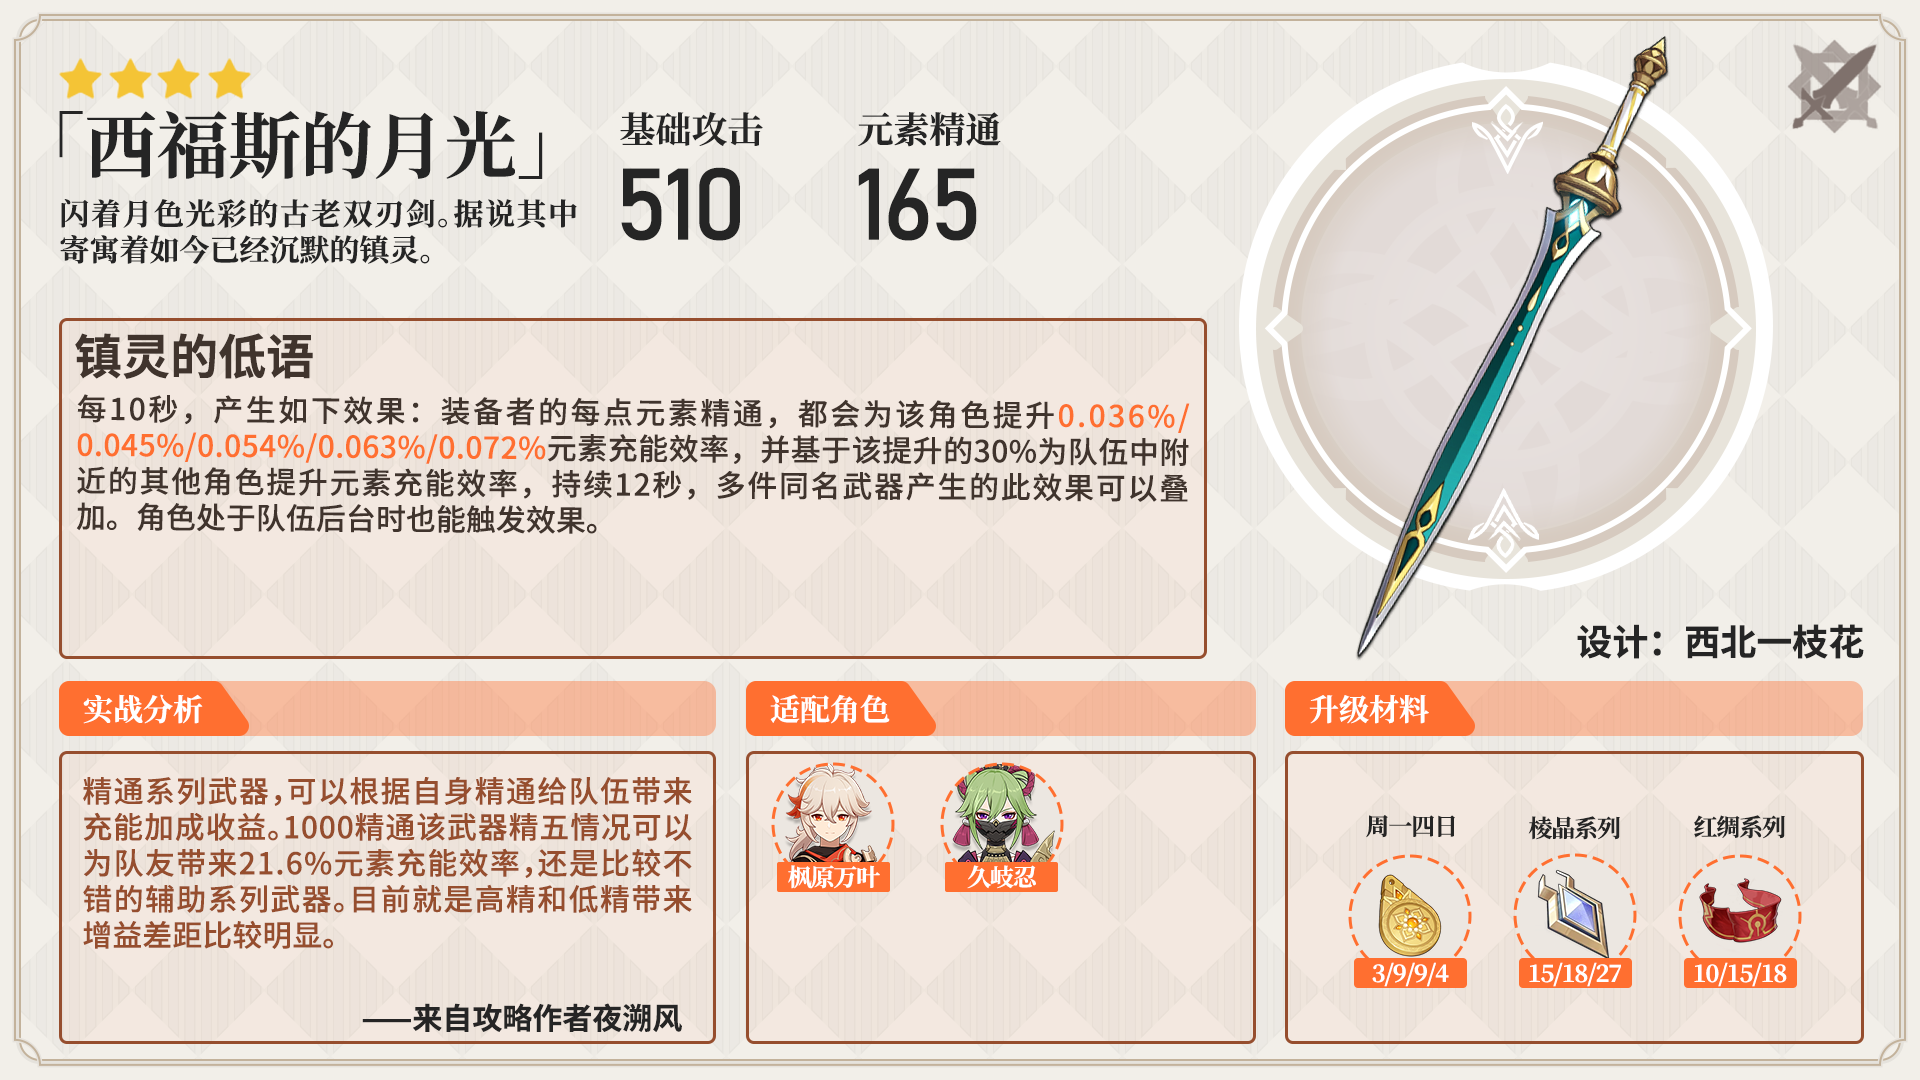 「西福斯的月光」
闪着月色光彩的古老双刃剑。据说其中
寄寓着如今已经沉默的镇灵。
基础攻击
510
元素精通
165
镇灵的低语
每10秒，产生如下效果：装备者的每点元素精通，都会为该角色提升0.036%/
0.045%/0.054%/0.063%/0.072%元素充能效率，并基于该提升的30%为队伍中附
近的其他角色提升元素充能效率，持续12秒，多件同名武器产生的此效果可以叠
加。角色处于队伍后台时也能触发效果。
设计：西北一枝花
实战分析
精通系列武器，可以根据自身精通给队伍带来
充能加成收益。1000精通该武器精五情况可以
为队友带来21.6%元素充能效率，还是比较不
错的辅助系列武器。目前就是高精和低精带来
增益差距比较明显。
——来自攻略作者夜溯风
适配角色
枫原万叶
久岐忍
升级材料
周一四日
棱晶系列
红绸系列
3/9/9/4
15/18/27
10/15/18